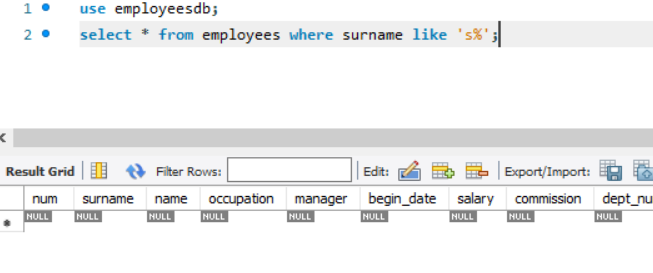 1 use employeesdb;
2 select * from employees where surname like 's%';
Result Grid Filter Rows: Edit: Export/Import:
num surname name occupation manager begin_date salary commission dept_nu
NULL NULL NULL NULL NULL NULL NULL NULL NULL